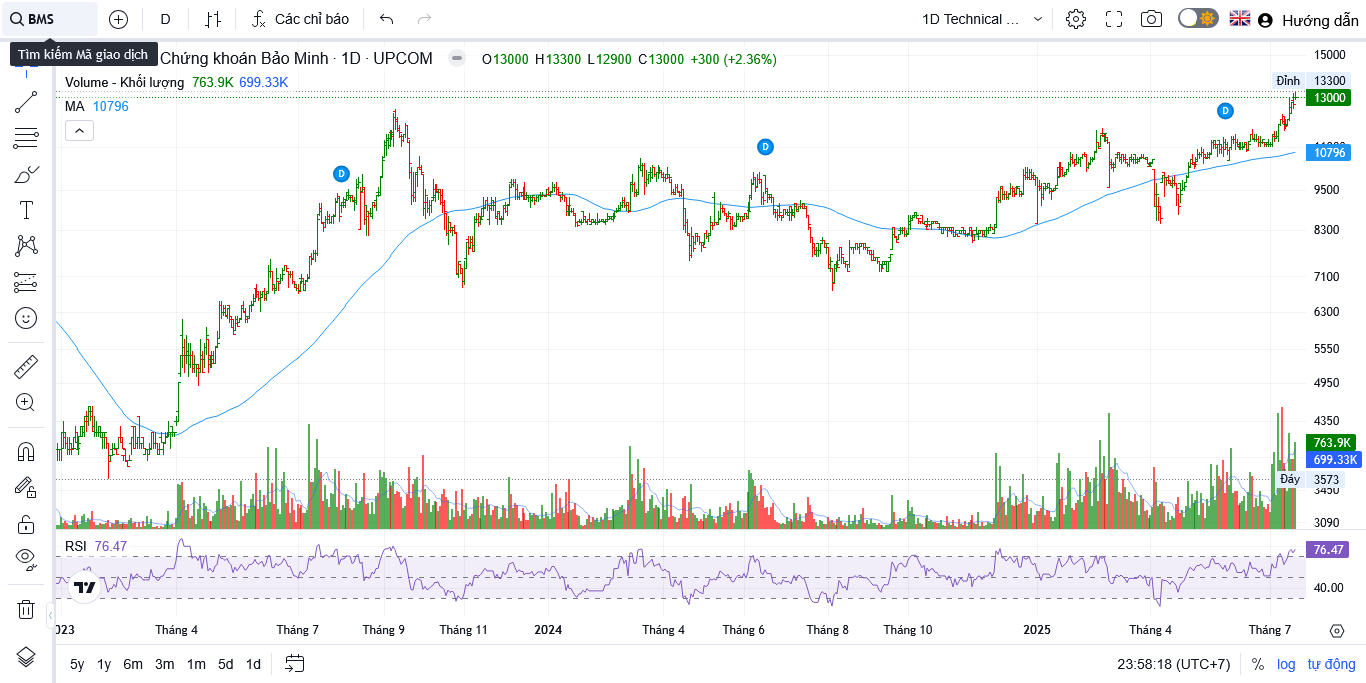 BMS
D
Các chỉ báo
1D Technical ...
Hướng dẫn
Tìm kiếm Mã giao dịch
Chứng khoán Bảo Minh · 1D · UPCOM
O13000 H13300 L12900 C13000 +300 (+2.36%)
Volume - Khối lượng 763.9K 699.33K
MA 10796
15000
Đỉnh 13300
13000
10796
9500
8300
7100
6300
5550
4950
4350
763.9K
699.33K
Đáy 3573
3450
3090
D
D
D
RSI 76.47
76.47
40.00
023
Tháng 4
Tháng 7
Tháng 9
Tháng 11
2024
Tháng 4
Tháng 6
Tháng 8
Tháng 10
2025
Tháng 4
Tháng 7
5y 1y 6m 3m 1m 5d 1d
23:58:18 (UTC+7)
% log tự động